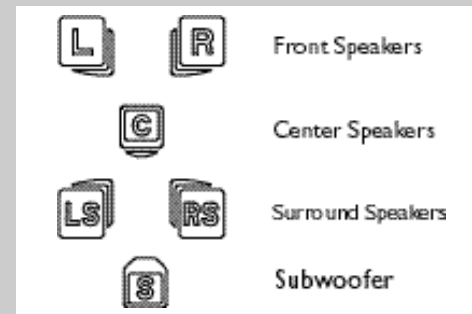 L R Front Speakers
C Center Speakers
LS RS Surround Speakers
S Subwoofer